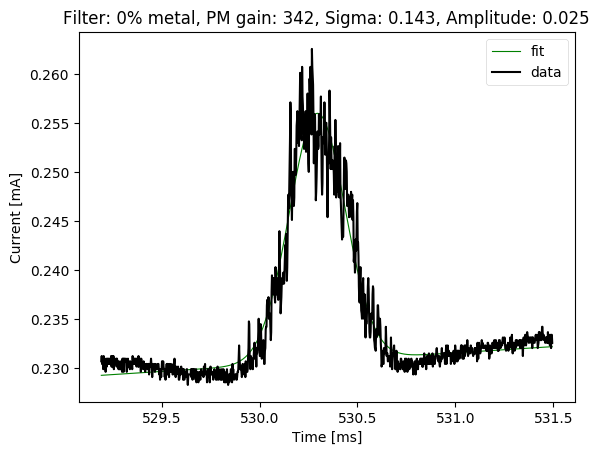 Filter: 0% metal, PM gain: 342, Sigma: 0.143, Amplitude: 0.025
fit
data
0.260
0.255
0.250
0.245
0.240
0.235
0.230
Current [mA]
529.5 530.0 530.5 531.0 531.5
Time [ms]